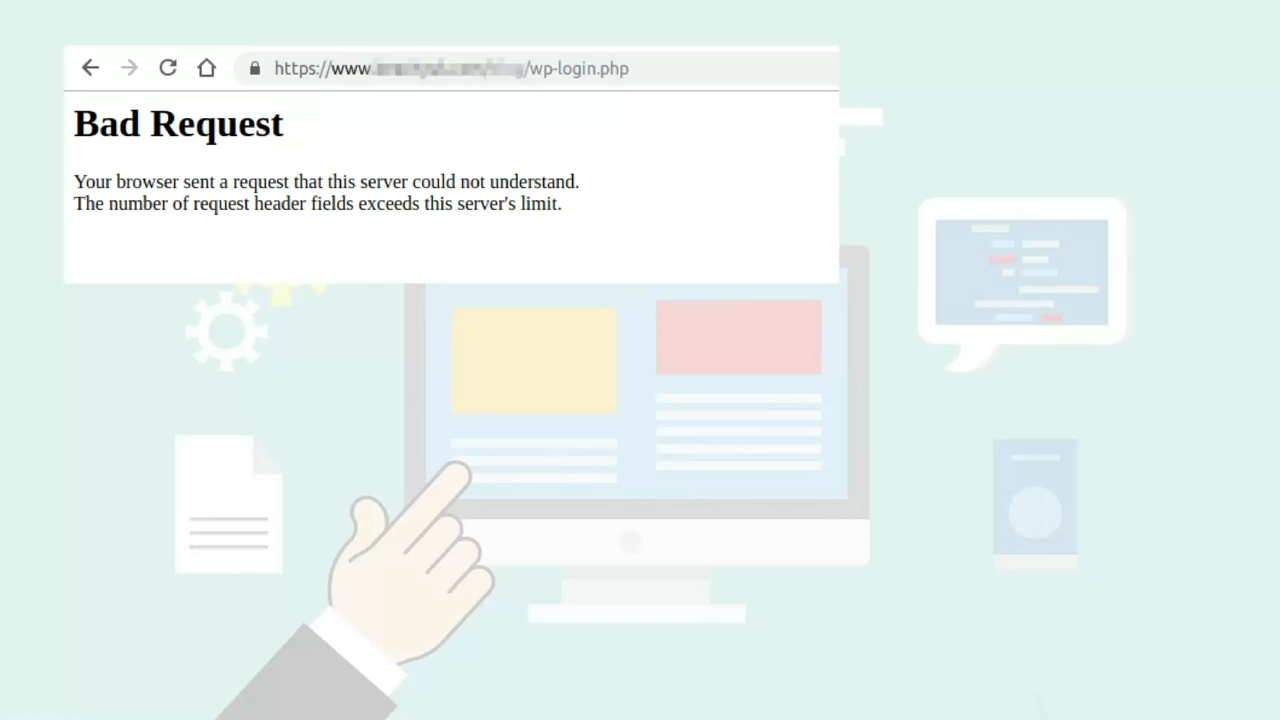 https://www. /wp-login.php
Bad Request
Your browser sent a request that this server could not understand.
The number of request header fields exceeds this server's limit.